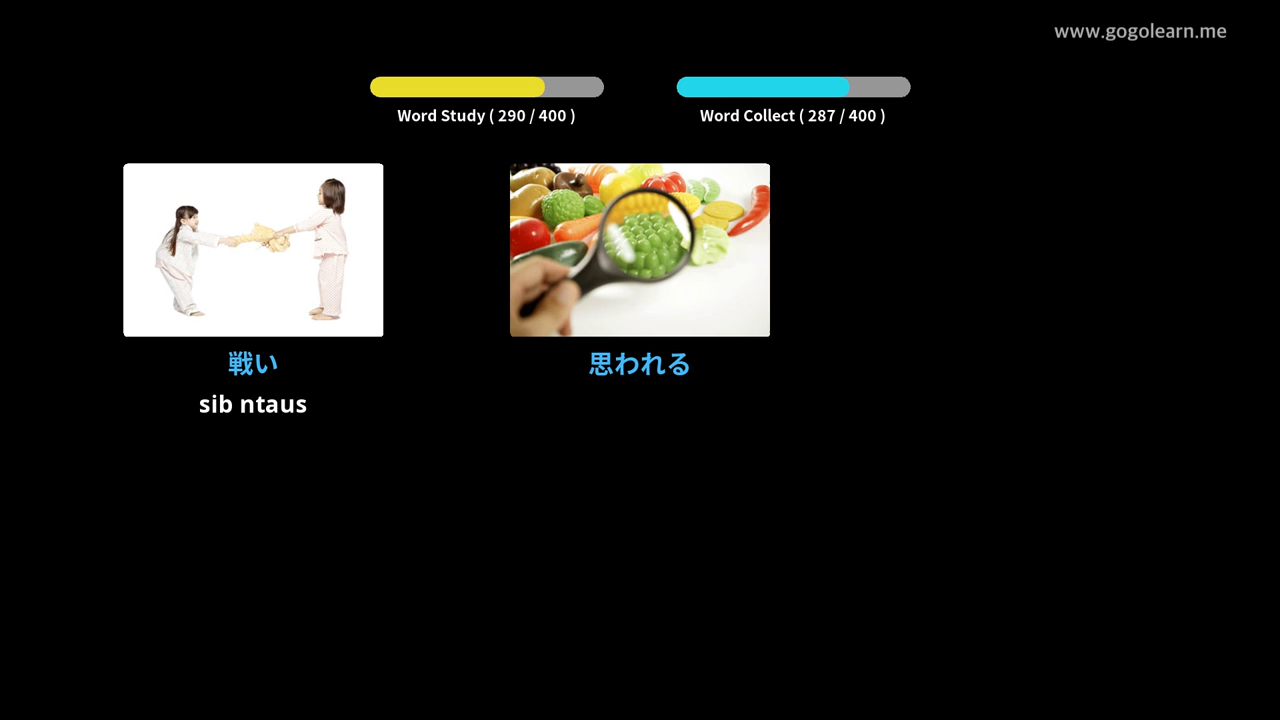 www.gogolearn.me
Word Study ( 290 / 400 )
Word Collect ( 287 / 400 )
戦い
思われる
sib ntaus